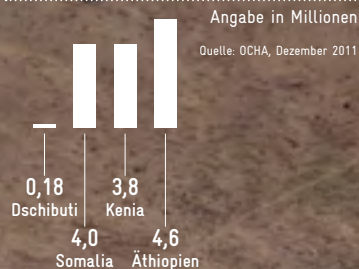 Angabe in Millionen
Quelle: OCHA, Dezember 2011
0,18
Dschibuti
3,8
Kenia
4,0
Somalia
4,6
Äthiopien